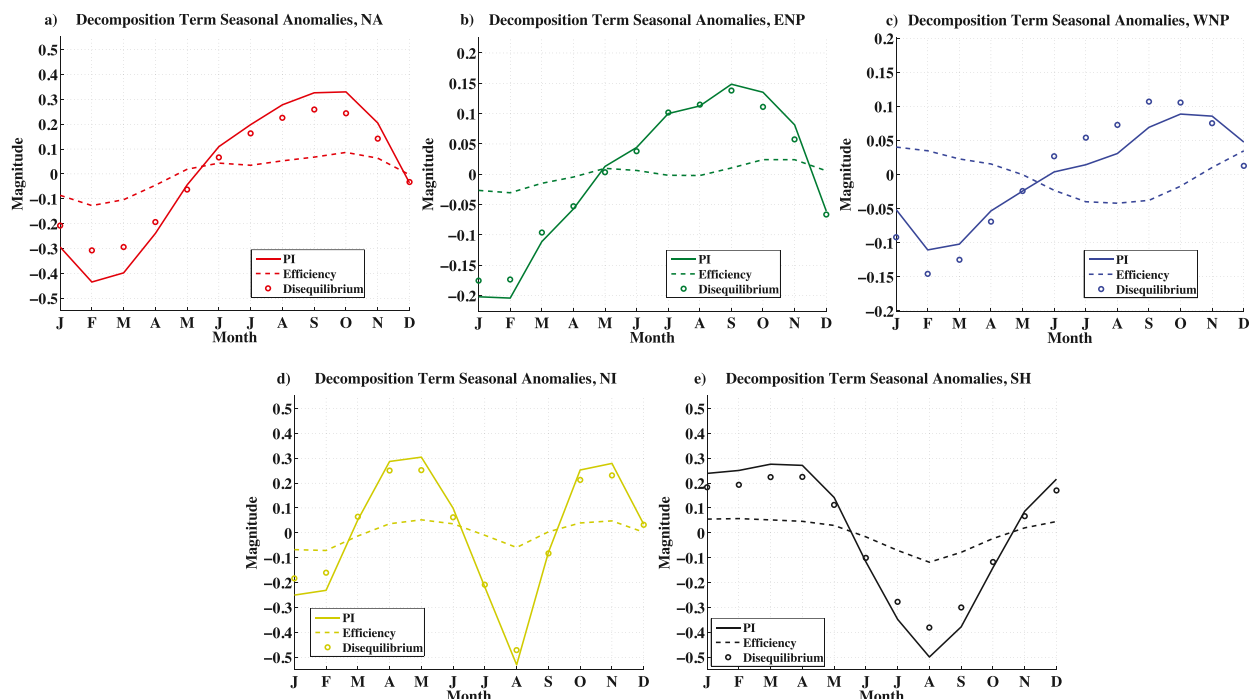 a) Decomposition Term Seasonal Anomalies, NA
0.5
0.4
0.3
0.2
0.1
0
−0.1
−0.2
−0.3
−0.4
−0.5
Magnitude
PI
Efficiency
Disequilibrium
J F M A M J J A S O N D
Month
b) Decomposition Term Seasonal Anomalies, ENP
0.2
0.15
0.1
0.05
0
−0.05
−0.1
−0.15
−0.2
Magnitude
PI
Efficiency
Disequilibrium
J F M A M J J A S O N D
Month
c) Decomposition Term Seasonal Anomalies, WNP
0.2
0.15
0.1
0.05
0
−0.05
−0.1
−0.15
−0.2
Magnitude
PI
Efficiency
Disequilibrium
J F M A M J J A S O N D
Month
d) Decomposition Term Seasonal Anomalies, NI
0.5
0.4
0.3
0.2
0.1
0
−0.1
−0.2
−0.3
−0.4
−0.5
Magnitude
PI
Efficiency
Disequilibrium
J F M A M J J A S O N D
Month
e) Decomposition Term Seasonal Anomalies, SH
0.5
0.4
0.3
0.2
0.1
0
−0.1
−0.2
−0.3
−0.4
−0.5
Magnitude
PI
Efficiency
Disequilibrium
J F M A M J J A S O N D
Month